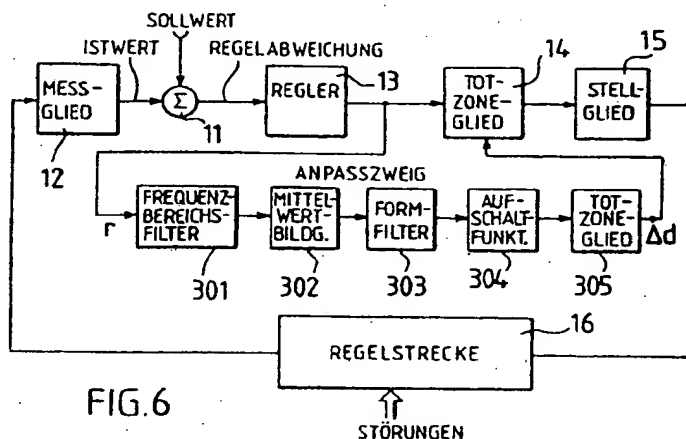 SOLLWERT
ISTWERT
REGELABWEICHUNG
MESS-
GLIED
12
Σ
11
REGLER
13
TOT-
ZONE-
GLIED
14
STELL-
GLIED
15
ANPASSZWEIG
r
FREQUENZ-
BEREICHS-
FILTER
301
MITTEL-
WERT-
BILDG.
302
FORM-
FILTER
303
AUF-
SCHALT-
FUNKT.
304
TOT-
ZONE-
GLIED
305
Δd
REGELSTRECKE
16
STÖRUNGEN
FIG.6